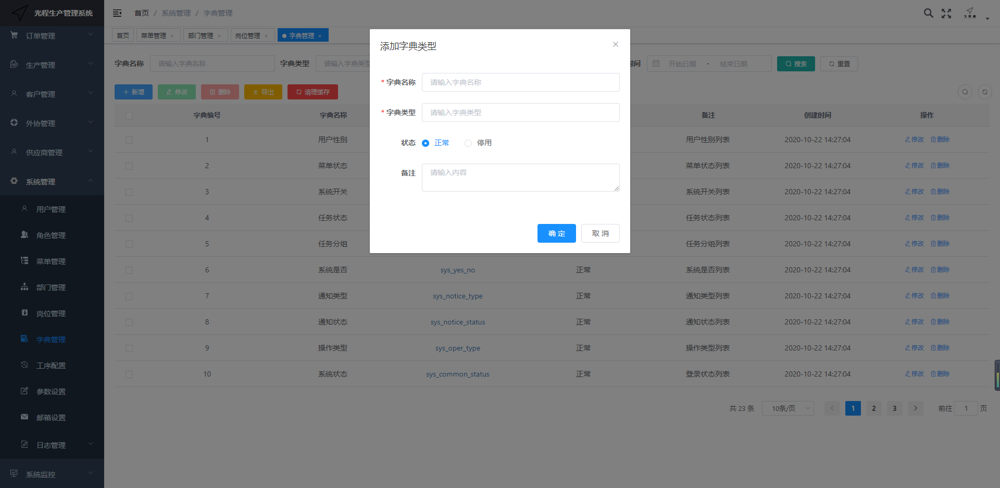 光程生产管理系统
首页 / 系统管理 / 字典管理
首页
菜单管理 ×
部门管理 ×
岗位管理 ×
字典管理 ×
订单管理
生产管理
客户管理
外协管理
供应商管理
系统管理
用户管理
角色管理
菜单管理
部门管理
岗位管理
字典管理
工序配置
参数设置
邮箱设置
日志管理
系统监控
字典名称 请输入字典名称 字典类型 请输入字典类型 时间 开始日期 - 结束日期 搜索 重置
新增 修改 删除 导出 清理缓存
字典编号 字典名称 备注 创建时间 操作
1 用户性别 用户性别列表 2020-10-22 14:27:04 修改 删除
2 菜单状态 菜单状态列表 2020-10-22 14:27:04 修改 删除
3 系统开关 系统开关列表 2020-10-22 14:27:04 修改 删除
4 任务状态 任务状态列表 2020-10-22 14:27:04 修改 删除
5 任务分组 任务分组列表 2020-10-22 14:27:04 修改 删除
6 系统是否 sys_yes_no 正常 系统是否列表 2020-10-22 14:27:04 修改 删除
7 通知类型 sys_notice_type 正常 通知类型列表 2020-10-22 14:27:04 修改 删除
8 通知状态 sys_notice_status 正常 通知状态列表 2020-10-22 14:27:04 修改 删除
9 操作类型 sys_oper_type 正常 操作类型列表 2020-10-22 14:27:04 修改 删除
10 系统状态 sys_common_status 正常 登录状态列表 2020-10-22 14:27:04 修改 删除
共 23 条 10条/页 1 2 3 前往 1 页
添加字典类型
* 字典名称 请输入字典名称
* 字典类型 请输入字典类型
状态 正常 停用
备注 请输入内容
确 定 取 消